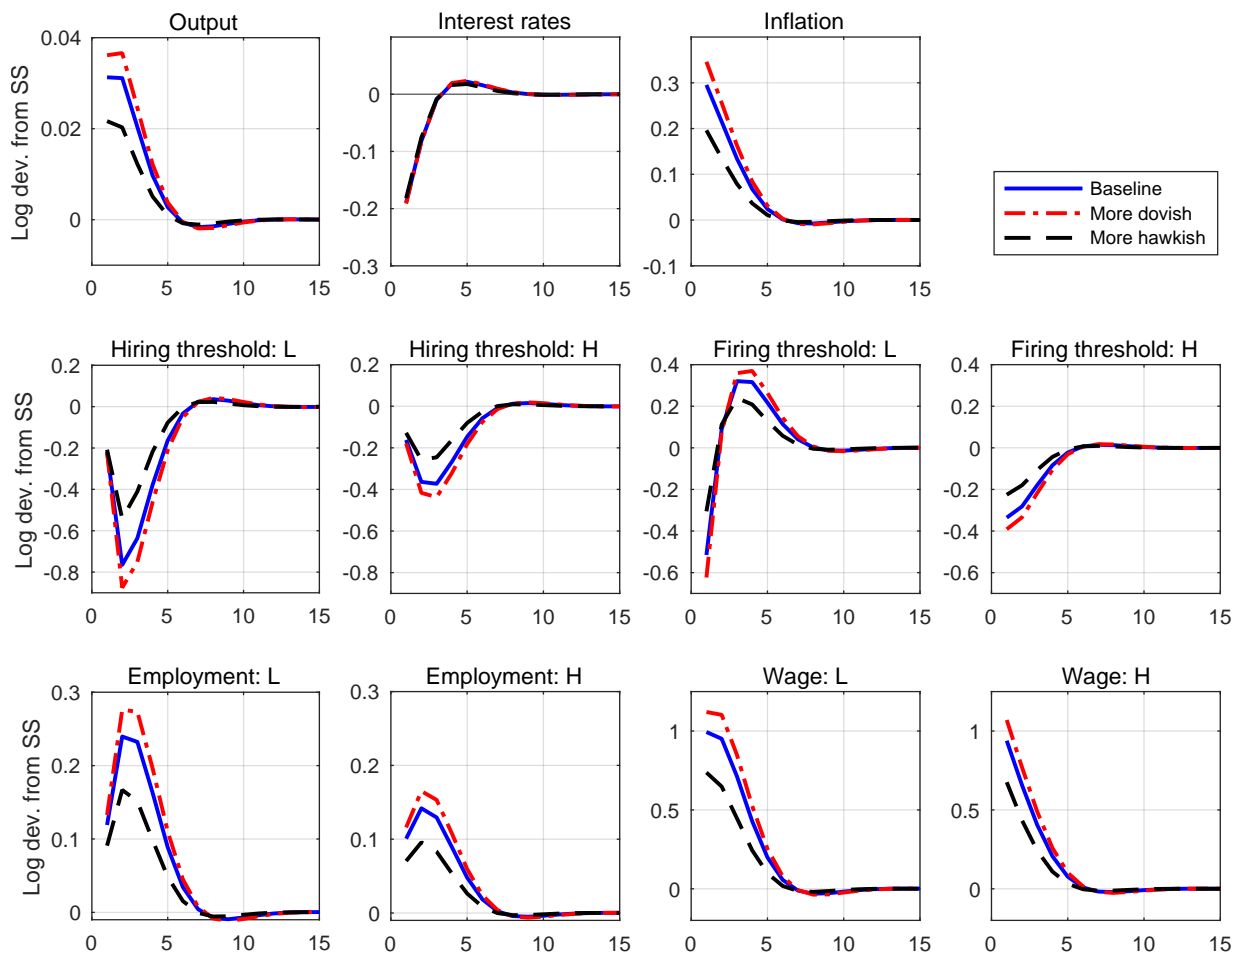 Output
Interest rates
Inflation
Log dev. from SS
0.04
0.02
0
0 5 10 15
0
-0.1
-0.2
-0.3
0 5 10 15
0.3
0.2
0.1
0
-0.1
0 5 10 15
Baseline
More dovish
More hawkish
Hiring threshold: L
Hiring threshold: H
Firing threshold: L
Firing threshold: H
Log dev. from SS
0.2
0
-0.2
-0.4
-0.6
-0.8
0 5 10 15
0.2
0
-0.2
-0.4
-0.6
-0.8
0 5 10 15
0.4
0.2
0
-0.2
-0.4
-0.6
0 5 10 15
0.4
0.2
0
-0.2
-0.4
-0.6
0 5 10 15
Employment: L
Employment: H
Wage: L
Wage: H
Log dev. from SS
0.3
0.2
0.1
0
0 5 10 15
0.3
0.2
0.1
0
0 5 10 15
1
0.5
0
0 5 10 15
1
0.5
0
0 5 10 15